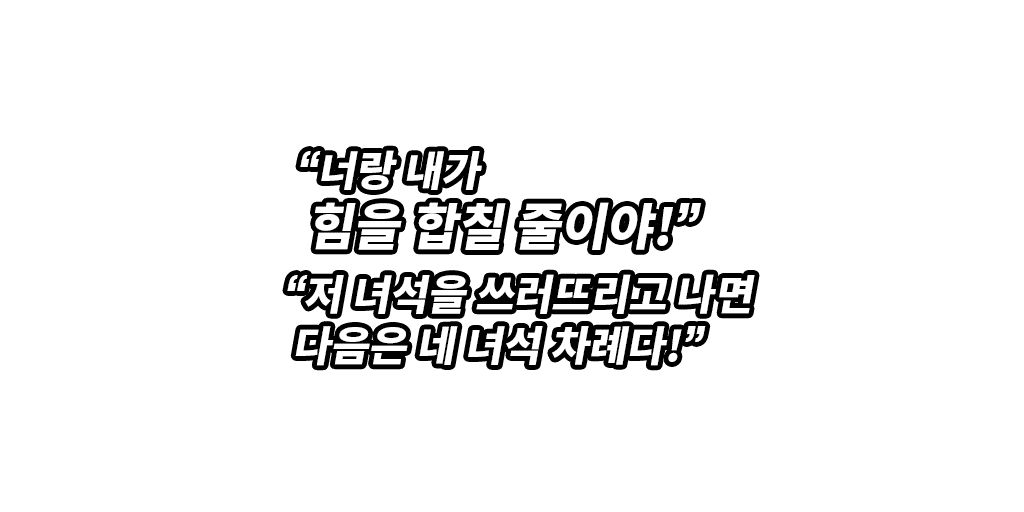 “너랑 내가
힘을 합칠 줄이야!”
“저 녀석을 쓰러뜨리고 나면
다음은 네 녀석 차례다!”